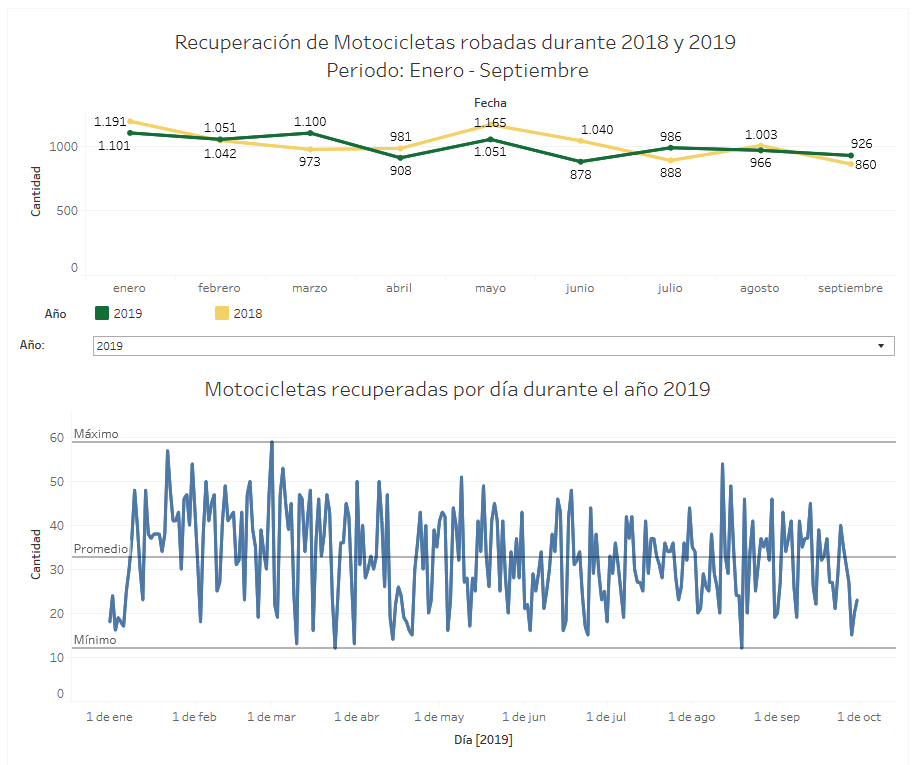 Recuperación de Motocicletas robadas durante 2018 y 2019
Periodo: Enero - Septiembre
Fecha
Cantidad
1000
500
0
1.191
1.101
1.051
1.042
1.100
973
981
908
1.165
1.051
1.040
878
986
888
1.003
966
926
860
enero febrero marzo abril mayo junio julio agosto septiembre
Año 2019 2018
Año: 2019
Motocicletas recuperadas por día durante el año 2019
Cantidad
60
50
40
30
20
10
0
Máximo
Promedio
Mínimo
1 de ene 1 de feb 1 de mar 1 de abr 1 de may 1 de jun 1 de jul 1 de ago 1 de sep 1 de oct
Día [2019]